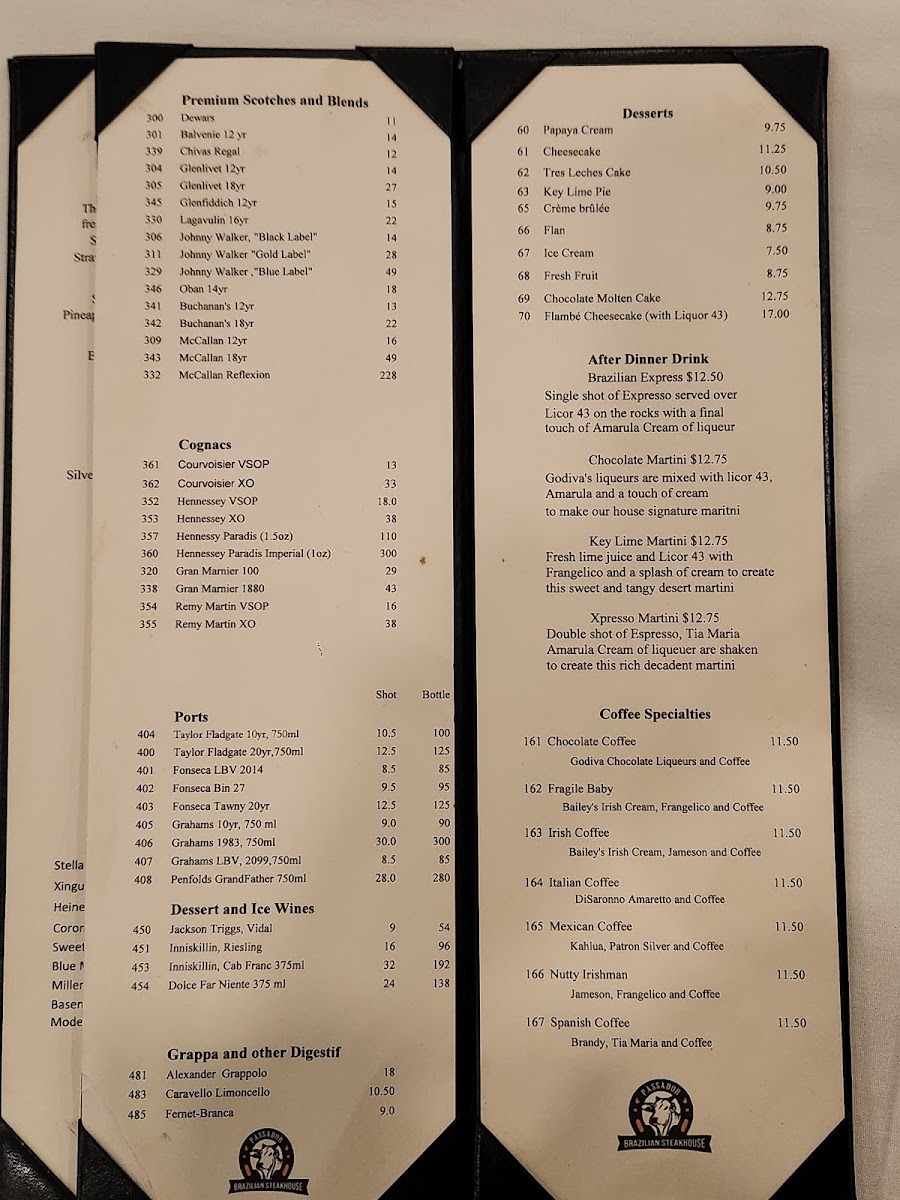 Th
fre
S
Stra
S
Pineap
E
Silve
Stella
Xingu
Heine
Coron
Sweet
Blue M
Miller
Basen
Mode
Premium Scotches and Blends
300 Dewars 11
301 Balvenie 12 yr 14
339 Chivas Regal 12
304 Glenlivet 12yr 14
305 Glenlivet 18yr 27
345 Glenfiddich 12yr 15
330 Lagavulin 16yr 22
306 Johnny Walker, "Black Label" 14
311 Johnny Walker "Gold Label" 28
329 Johnny Walker ,"Blue Label" 49
346 Oban 14yr 18
341 Buchanan's 12yr 13
342 Buchanan's 18yr 22
309 McCallan 12yr 16
343 McCallan 18yr 49
332 McCallan Reflexion 228
Cognacs
361 Courvoisier VSOP 13
362 Courvoisier XO 33
352 Hennessey VSOP 18.0
353 Hennessey XO 38
357 Hennessy Paradis (1.5oz) 110
360 Hennessey Paradis Imperial (1oz) 300
320 Gran Marnier 100 29
338 Gran Marnier 1880 43
354 Remy Martin VSOP 16
355 Remy Martin XO 38
Shot Bottle
Ports
404 Taylor Fladgate 10yr, 750ml 10.5 100
400 Taylor Fladgate 20yr,750ml 12.5 125
401 Fonseca LBV 2014 8.5 85
402 Fonseca Bin 27 9.5 95
403 Fonseca Tawny 20yr 12.5 125
405 Grahams 10yr, 750 ml 9.0 90
406 Grahams 1983, 750ml 30.0 300
407 Grahams LBV, 2099,750ml 8.5 85
408 Penfolds GrandFather 750ml 28.0 280
Dessert and Ice Wines
450 Jackson Triggs, Vidal 9 54
451 Inniskillin, Riesling 16 96
453 Inniskillin, Cab Franc 375ml 32 192
454 Dolce Far Niente 375 ml 24 138
Grappa and other Digestif
481 Alexander Grappolo 18
483 Caravello Limoncello 10.50
485 Fernet-Branca 9.0
PASSADOR
BRAZILIAN STEAKHOUSE
Desserts
60 Papaya Cream 9.75
61 Cheesecake 11.25
62 Tres Leches Cake 10.50
63 Key Lime Pie 9.00
65 Crème brûlée 9.75
66 Flan 8.75
67 Ice Cream 7.50
68 Fresh Fruit 8.75
69 Chocolate Molten Cake 12.75
70 Flambé Cheesecake (with Liquor 43) 17.00
After Dinner Drink
Brazilian Express $12.50
Single shot of Expresso served over
Licor 43 on the rocks with a final
touch of Amarula Cream of liqueur
Chocolate Martini $12.75
Godiva's liqueurs are mixed with licor 43,
Amarula and a touch of cream
to make our house signature maritni
Key Lime Martini $12.75
Fresh lime juice and Licor 43 with
Frangelico and a splash of cream to create
this sweet and tangy desert martini
Xpresso Martini $12.75
Double shot of Espresso, Tia Maria
Amarula Cream of liqueuer are shaken
to create this rich decadent martini
Coffee Specialties
161 Chocolate Coffee 11.50
Godiva Chocolate Liqueurs and Coffee
162 Fragile Baby 11.50
Bailey's Irish Cream, Frangelico and Coffee
163 Irish Coffee 11.50
Bailey's Irish Cream, Jameson and Coffee
164 Italian Coffee 11.50
DiSaronno Amaretto and Coffee
165 Mexican Coffee 11.50
Kahlua, Patron Silver and Coffee
166 Nutty Irishman 11.50
Jameson, Frangelico and Coffee
167 Spanish Coffee 11.50
Brandy, Tia Maria and Coffee
PASSADOR
BRAZILIAN STEAKHOUSE